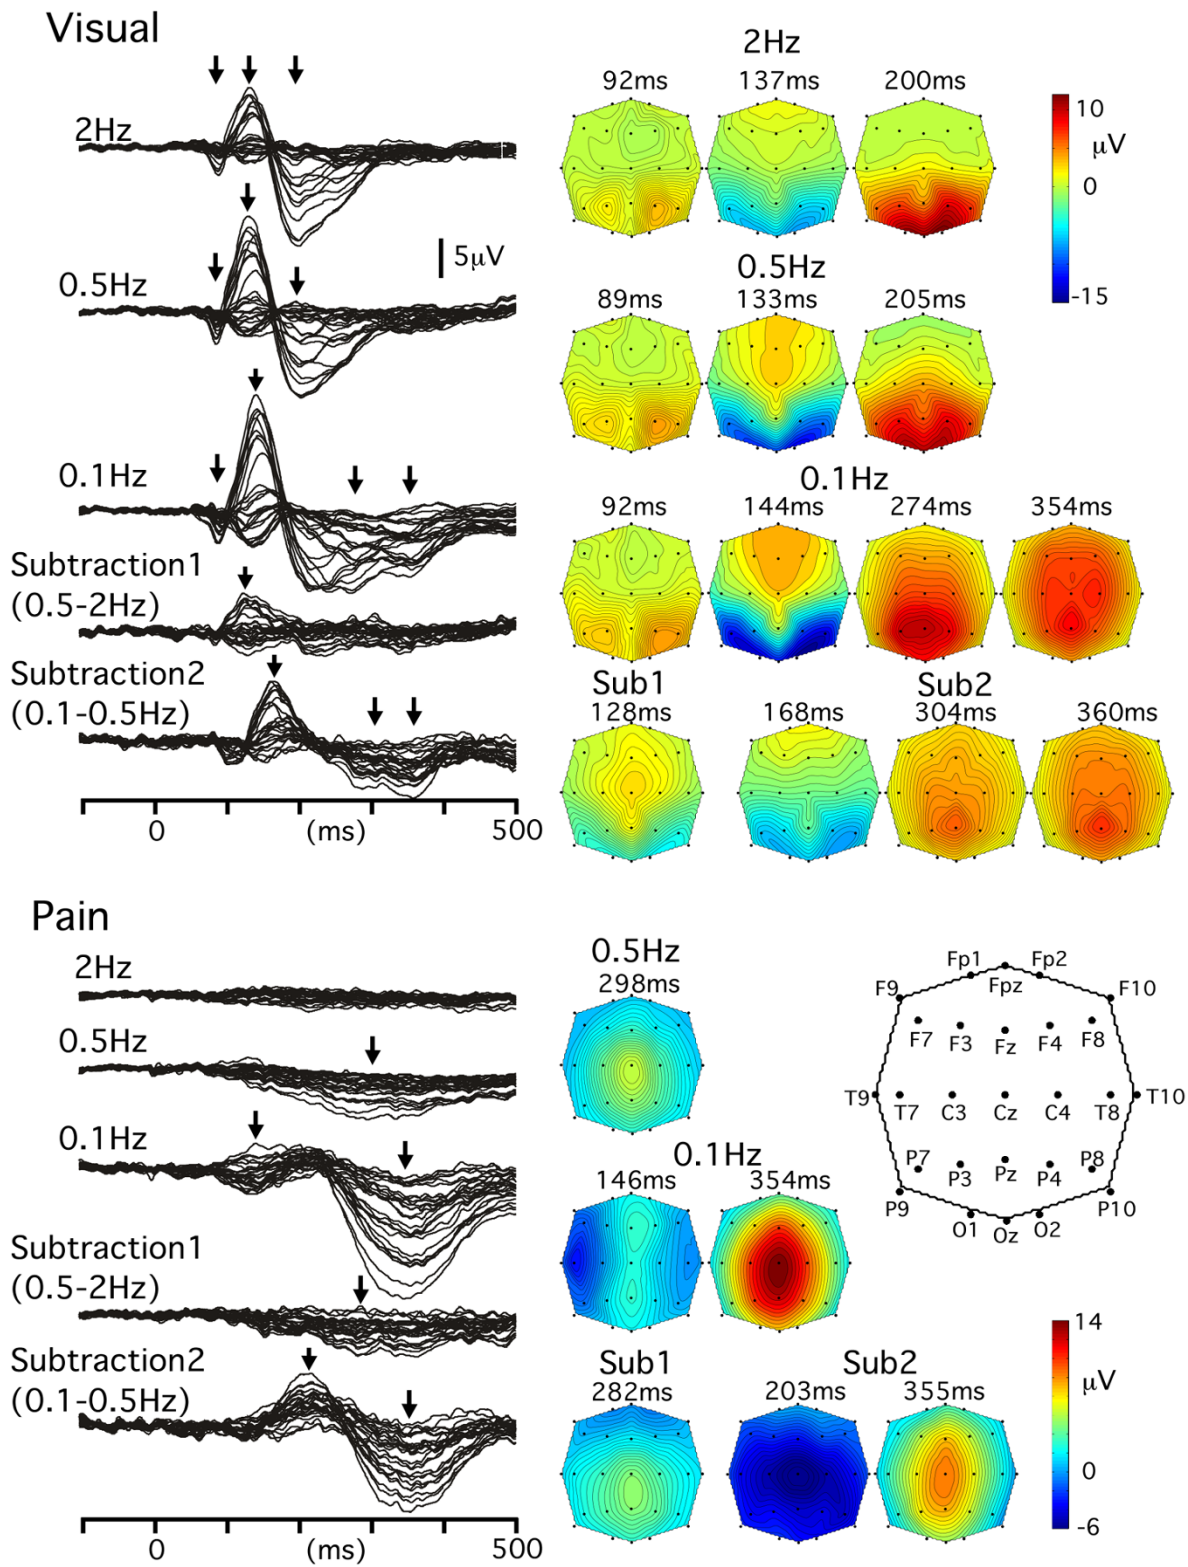 Visual
2Hz
0.5Hz
5μV
0.1Hz
Subtraction1
(0.5-2Hz)
Subtraction2
(0.1-0.5Hz)
0 (ms) 500
2Hz
92ms 137ms 200ms
10
μV
0
-15
0.5Hz
89ms 133ms 205ms
0.1Hz
92ms 144ms 274ms 354ms
Sub1 Sub2
128ms 168ms 304ms 360ms
Pain
2Hz
0.5Hz
0.1Hz
Subtraction1
(0.5-2Hz)
Subtraction2
(0.1-0.5Hz)
0 (ms) 500
0.5Hz
298ms
0.1Hz
146ms 354ms
Sub1 Sub2
282ms 203ms 355ms
Fp1 Fp2
Fpz
F9 F10
F7 F3 Fz F4 F8
T9 T7 C3 Cz C4 T8 T10
P7 P3 Pz P4 P8
P9 O1 Oz O2 P10
14
μV
0
-6